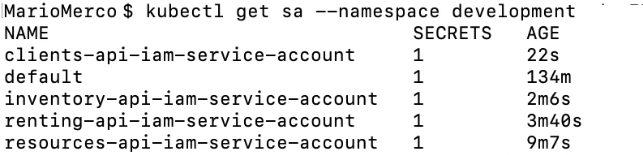 MarioMerco$ kubectl get sa --namespace development
NAME SECRETS AGE
clients-api-iam-service-account 1 22s
default 1 134m
inventory-api-iam-service-account 1 2m6s
renting-api-iam-service-account 1 3m40s
resources-api-iam-service-account 1 9m7s